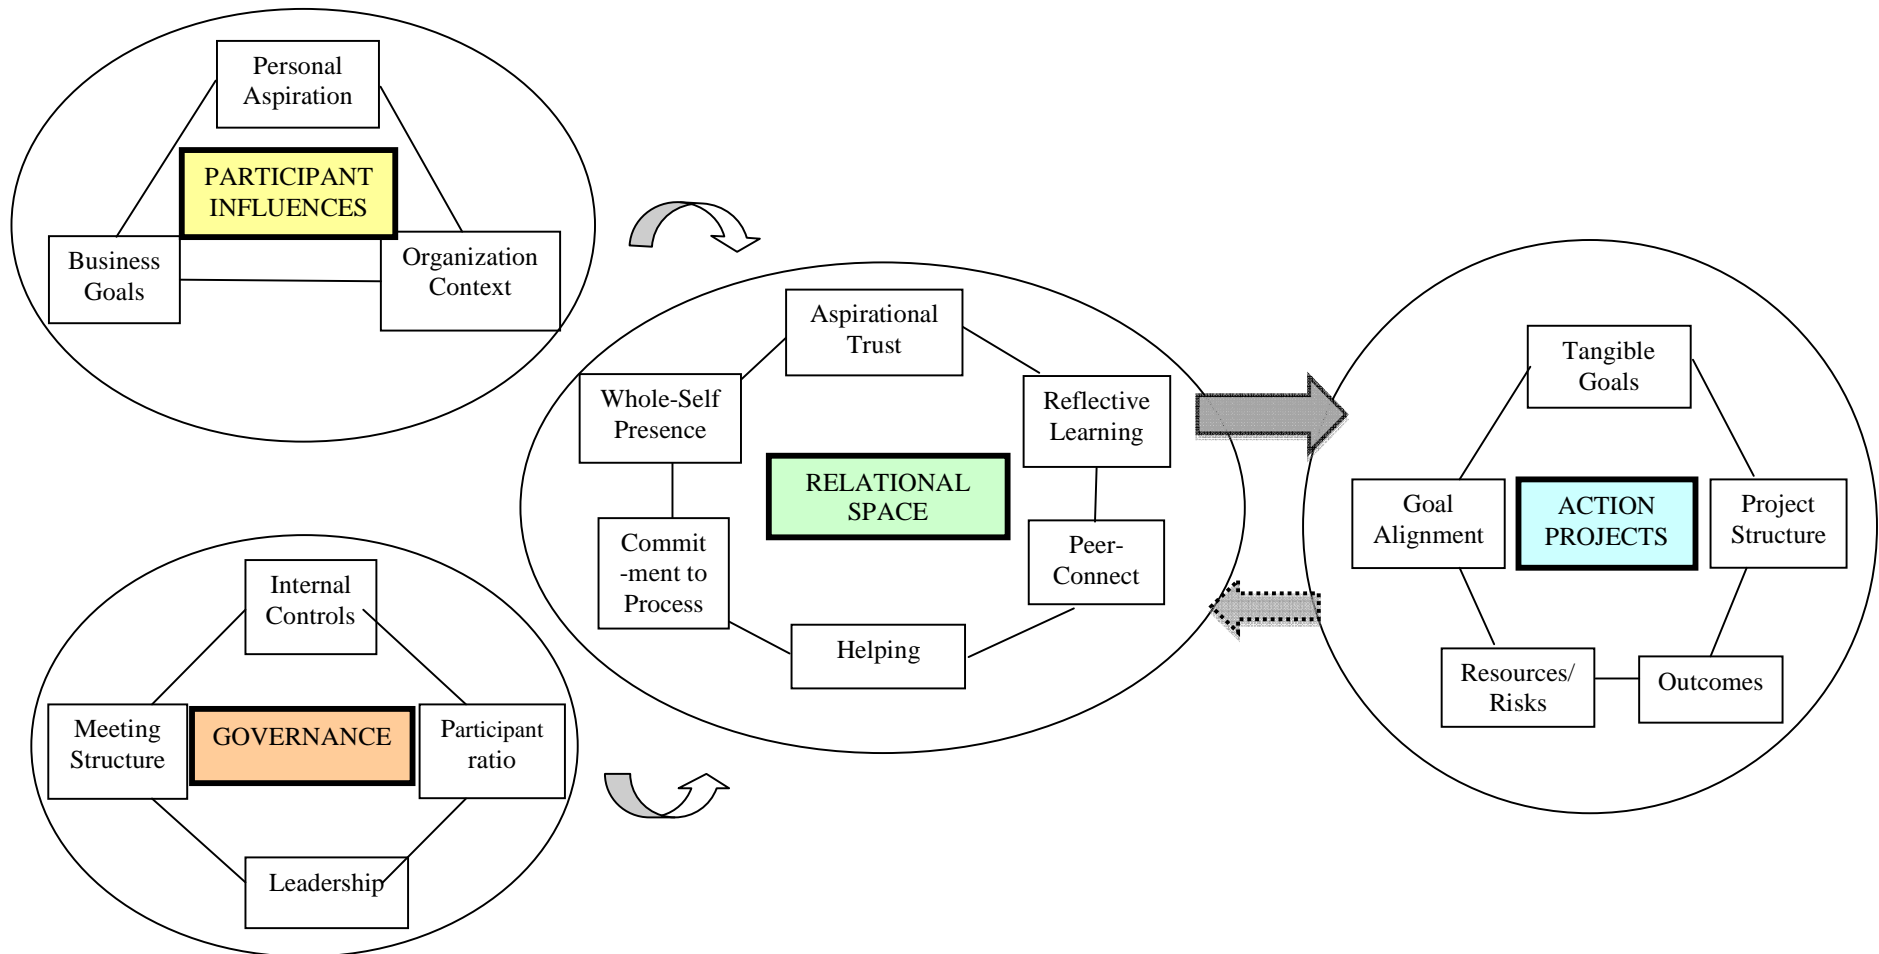 Personal
Aspiration
PARTICIPANT
INFLUENCES
Business
Goals
Organization
Context
Internal
Controls
Meeting
Structure
GOVERNANCE
Participant
ratio
Leadership
Aspirational
Trust
Whole-Self
Presence
Reflective
Learning
RELATIONAL
SPACE
Commit
-ment to
Process
Peer-
Connect
Helping
Tangible
Goals
Goal
Alignment
ACTION
PROJECTS
Project
Structure
Resources/
Risks
Outcomes